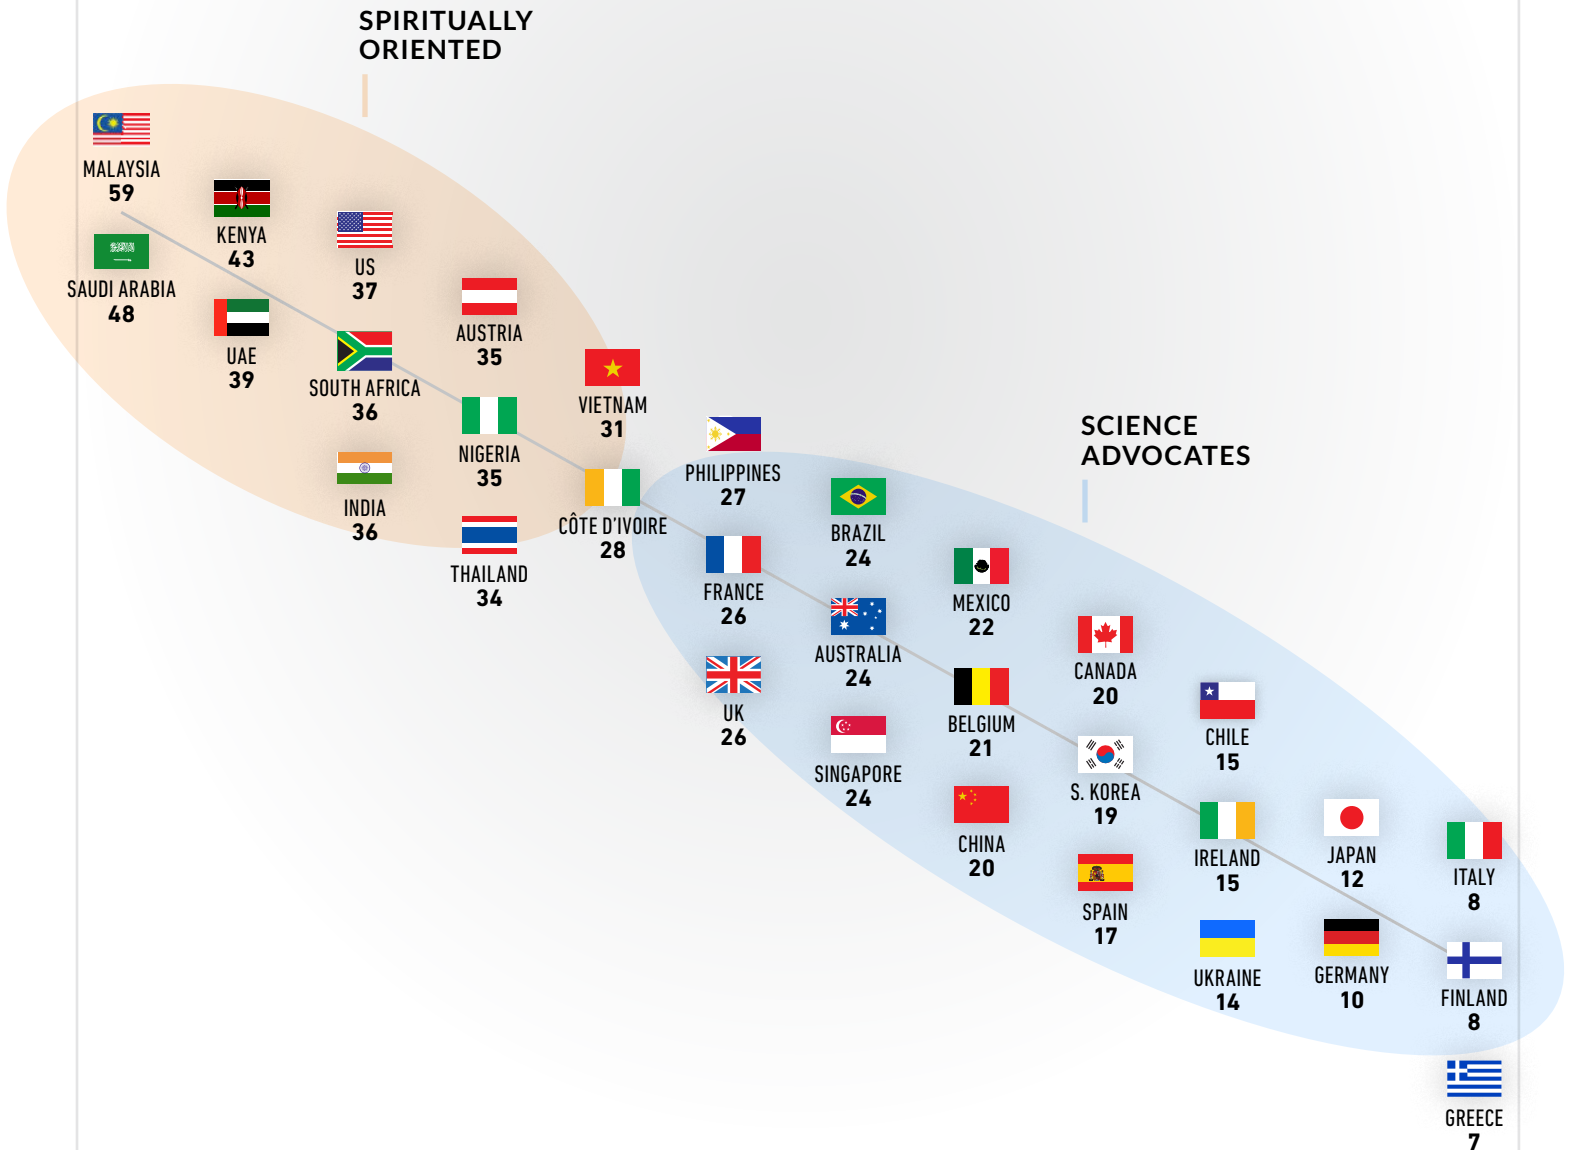 SPIRITUALLY
ORIENTED
MALAYSIA
59
SAUDI ARABIA
48
KENYA
43
UAE
39
US
37
SOUTH AFRICA
36
INDIA
36
AUSTRIA
35
NIGERIA
35
THAILAND
34
VIETNAM
31
CÔTE D'IVOIRE
28
SCIENCE
ADVOCATES
PHILIPPINES
27
FRANCE
26
UK
26
BRAZIL
24
AUSTRALIA
24
SINGAPORE
24
MEXICO
22
BELGIUM
21
CHINA
20
CANADA
20
S. KOREA
19
SPAIN
17
CHILE
15
IRELAND
15
UKRAINE
14
JAPAN
12
GERMANY
10
ITALY
8
FINLAND
8
GREECE
7